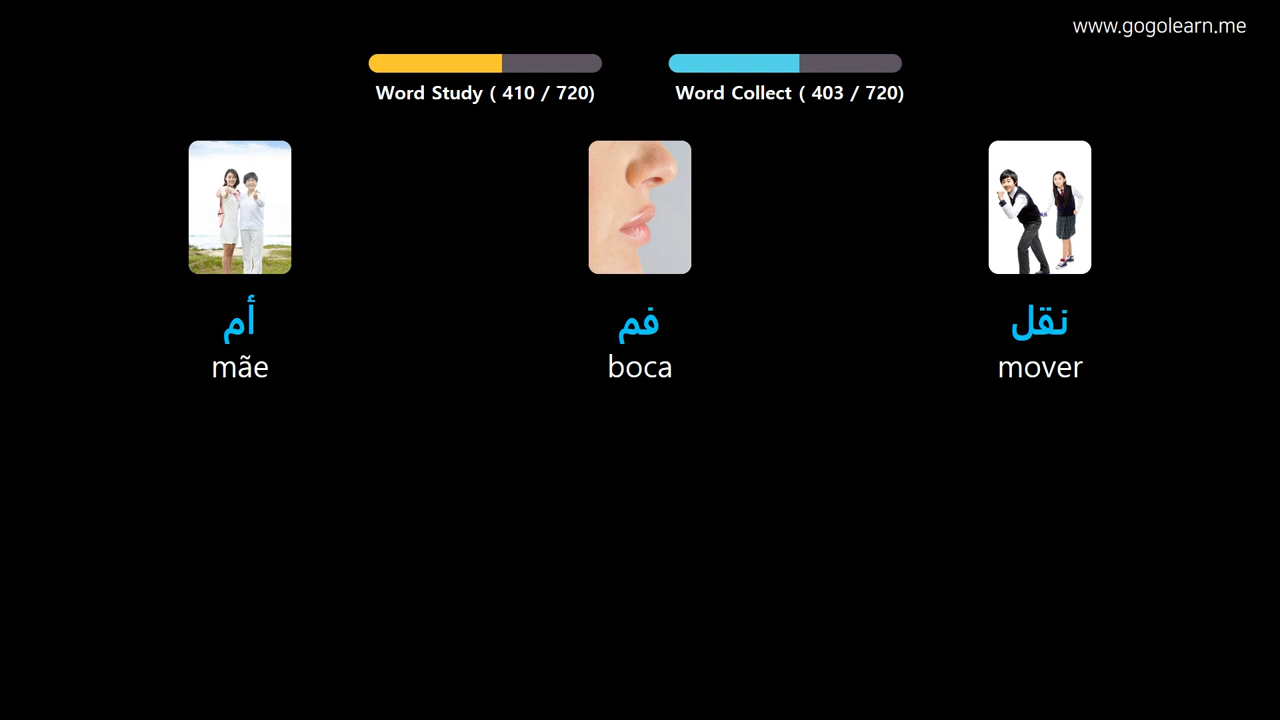 www.gogolearn.me
Word Study ( 410 / 720)
Word Collect ( 403 / 720)
أم
mãe
فم
boca
نقل
mover